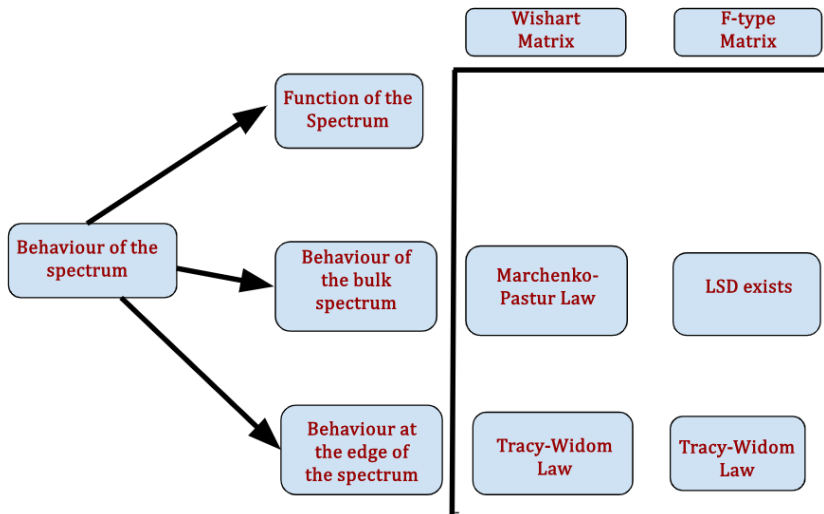 Wishart
Matrix
F-type
Matrix
Function of the
Spectrum
Behaviour of the
spectrum
Behaviour of
the bulk
spectrum
Marchenko-
Pastur Law
LSD exists
Behaviour at
the edge of
the spectrum
Tracy-Widom
Law
Tracy-Widom
Law